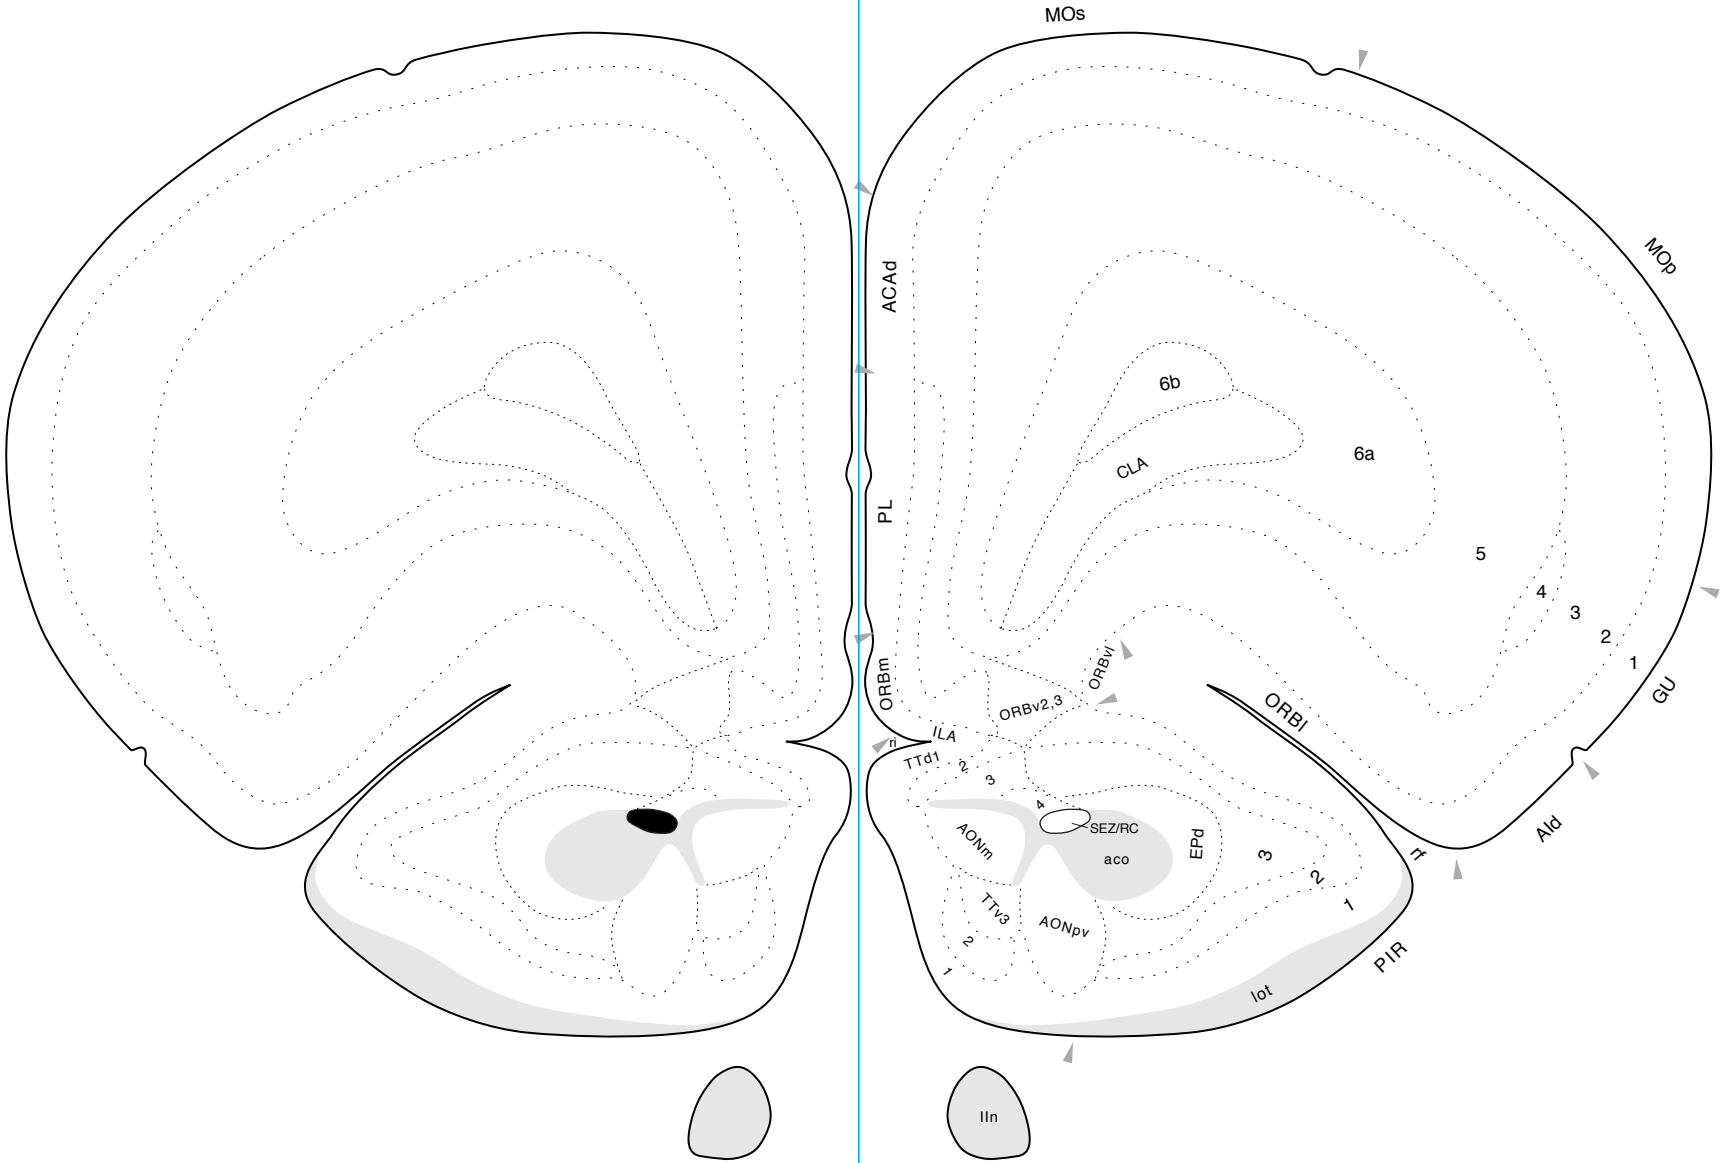 MOs
MOp
ACAd
6b
6a
CLA
PL
5
4
3
2
1
GU
ORBm
ORBvl
ORBv2,3
ORBl
ILA
ri
TTd1
2
3
4
SEZ/RC
AONm
aco
EPd
3
2
1
rf
AId
TTv3
2
1
AONpv
PIR
lot
IIn